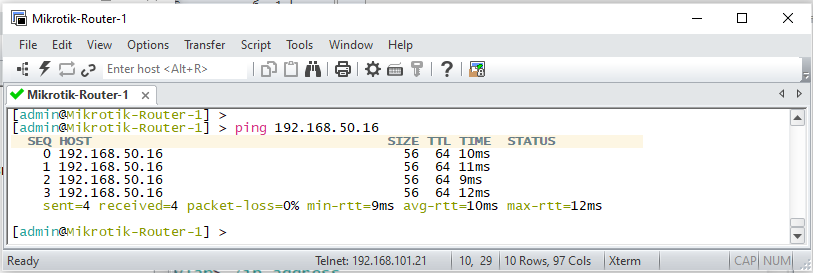 Mikrotik-Router-1
File Edit View Options Transfer Script Tools Window Help
Enter host <Alt+R>
Mikrotik-Router-1 ×
[admin@Mikrotik-Router-1] >
[admin@Mikrotik-Router-1] > ping 192.168.50.16
SEQ HOST SIZE TTL TIME STATUS
0 192.168.50.16 56 64 10ms
1 192.168.50.16 56 64 11ms
2 192.168.50.16 56 64 9ms
3 192.168.50.16 56 64 12ms
sent=4 received=4 packet-loss=0% min-rtt=9ms avg-rtt=10ms max-rtt=12ms
[admin@Mikrotik-Router-1] >
Ready Telnet: 192.168.101.21 10, 29 10 Rows, 97 Cols Xterm CAP NUM